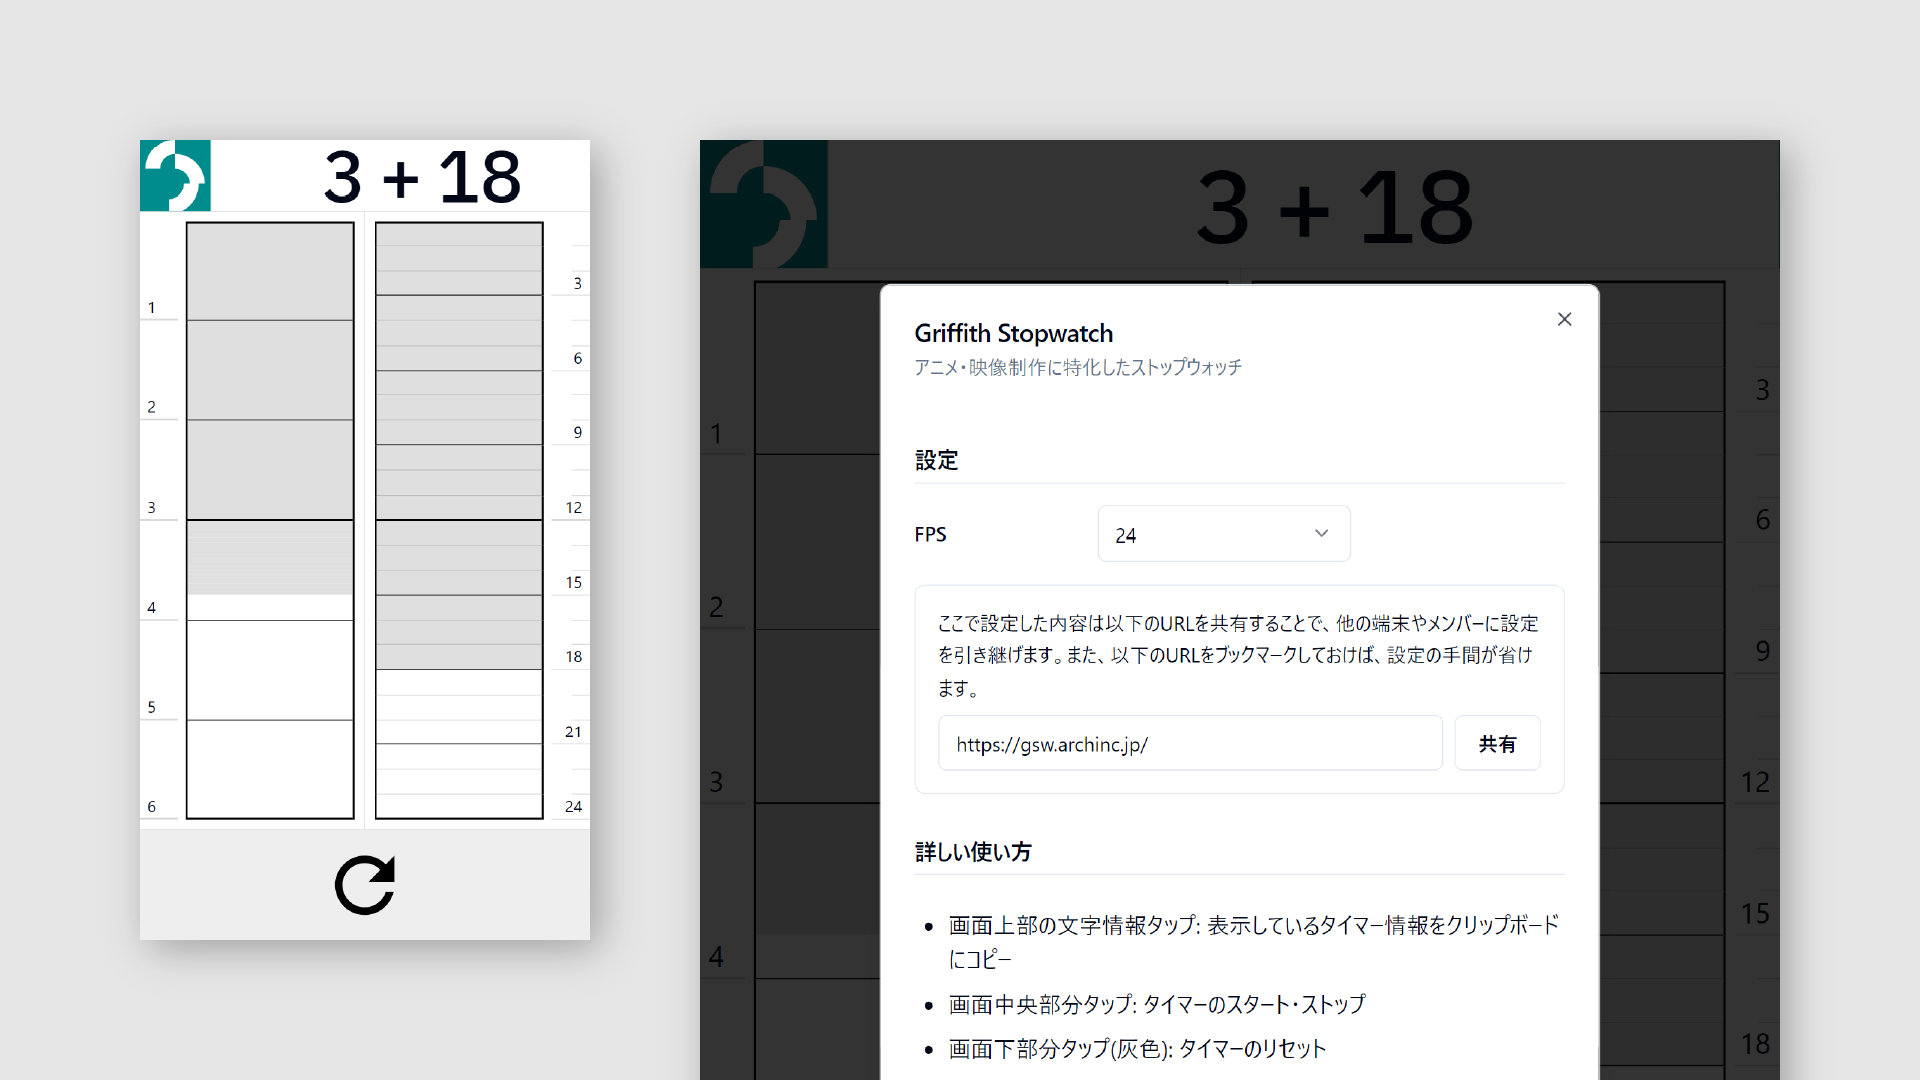 3 + 18
1
2
3
4
5
6
3
6
9
12
15
18
21
24
3 + 18
1
2
3
4
3
6
9
12
15
18
Griffith Stopwatch
アニメ・映像制作に特化したストップウォッチ
設定
FPS
24
ここで設定した内容は以下のURLを共有することで、他の端末やメンバーに設定
を引き継げます。また、以下のURLをブックマークしておけば、設定の手間が省け
ます。
https://gsw.archinc.jp/
共有
詳しい使い方
画面上部の文字情報タップ: 表示しているタイマー情報をクリップボード
にコピー
画面中央部分タップ: タイマーのスタート・ストップ
画面下部分タップ(灰色): タイマーのリセット